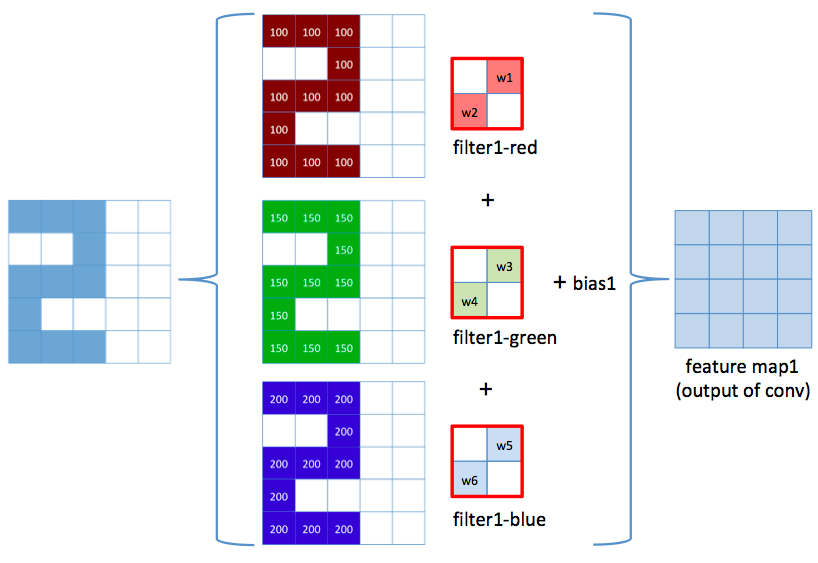 100 100 100
100
100 100 100
100
100 100 100
w1
w2
filter1-red
+
150 150 150
150
150 150 150
150
150 150 150
w3
w4
filter1-green
+ bias1
+
200 200 200
200
200 200 200
200
200 200 200
w5
w6
filter1-blue
feature map1
(output of conv)